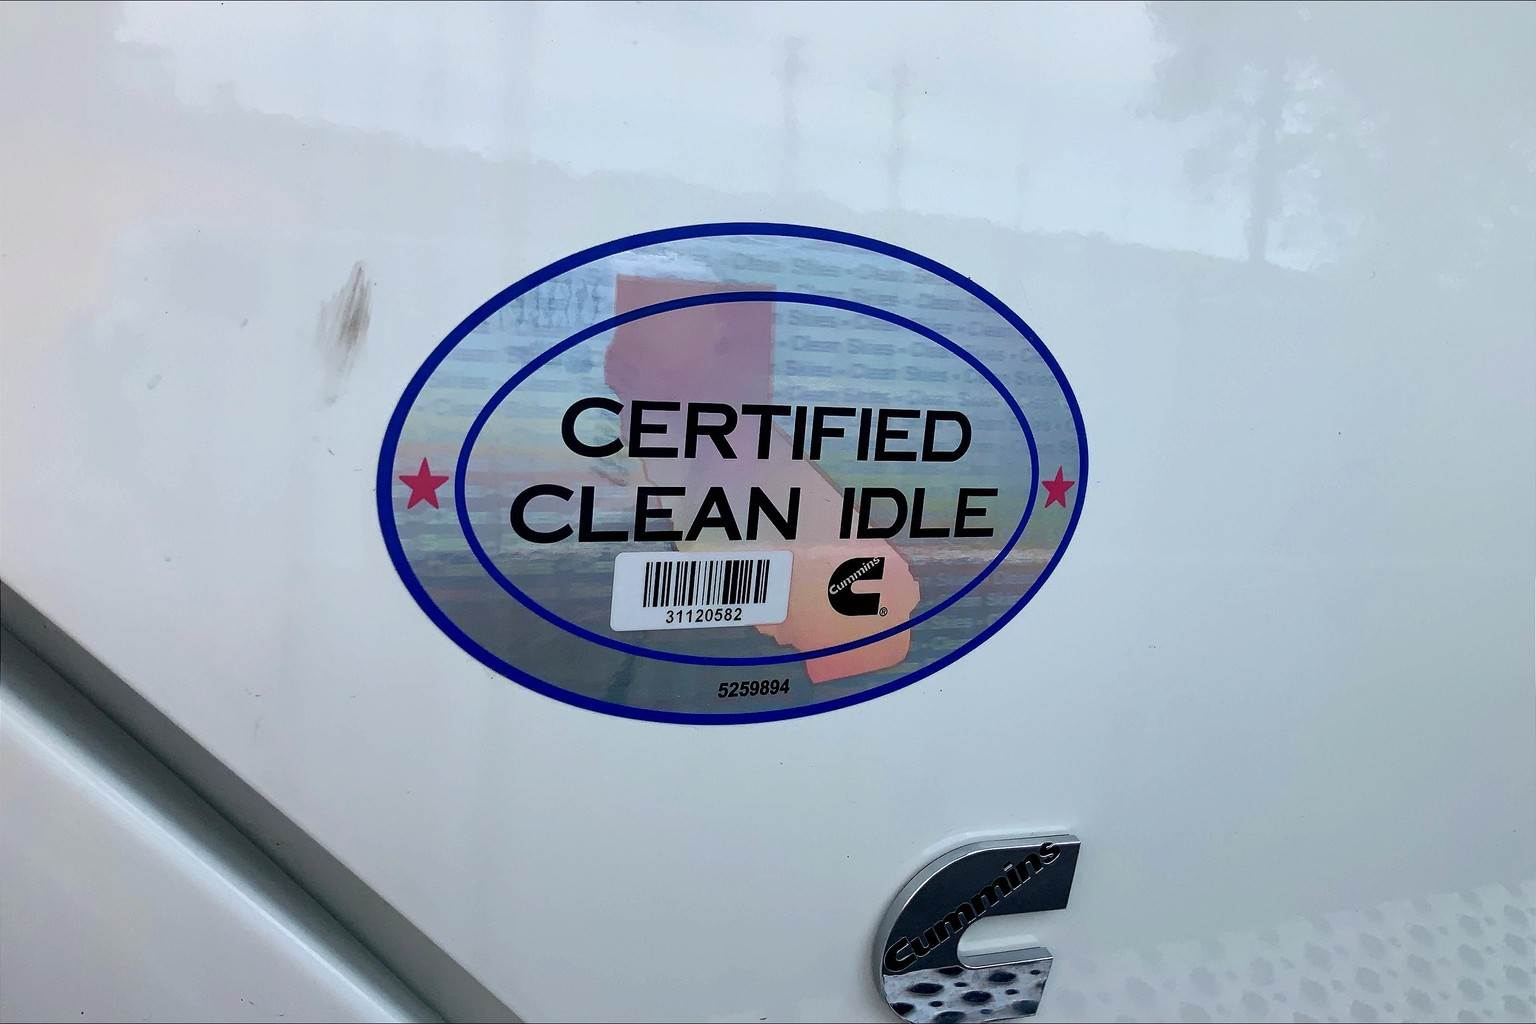 CERTIFIED
CLEAN IDLE
31120582
Cummins
®
5259894
Cummins